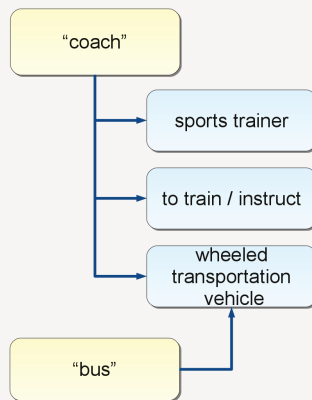 “coach”
sports trainer
to train / instruct
wheeled
transportation
vehicle
“bus”